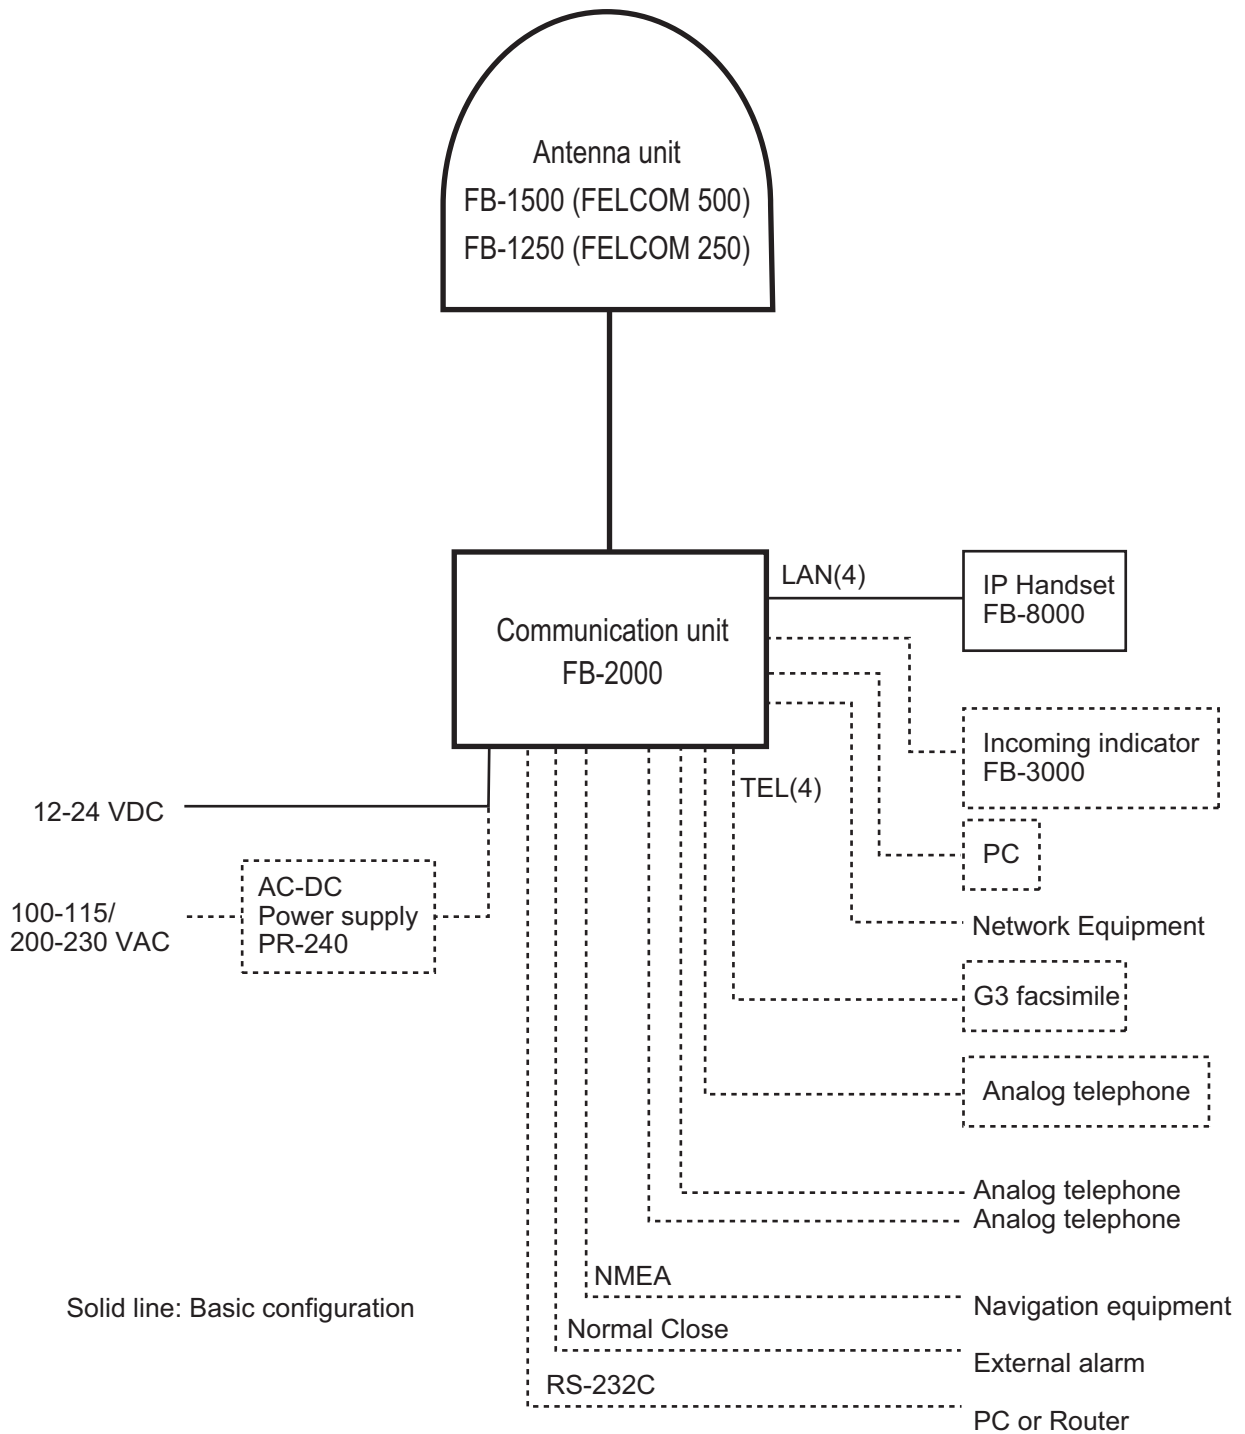 Antenna unit
FB-1500 (FELCOM 500)
FB-1250 (FELCOM 250)
LAN(4)
IP Handset
FB-8000
Communication unit
FB-2000
Incoming indicator
FB-3000
TEL(4)
12-24 VDC
PC
AC-DC
Power supply
PR-240
100-115/
200-230 VAC
Network Equipment
G3 facsimile
Analog telephone
Analog telephone
Analog telephone
NMEA
Navigation equipment
Solid line: Basic configuration
Normal Close
External alarm
RS-232C
PC or Router